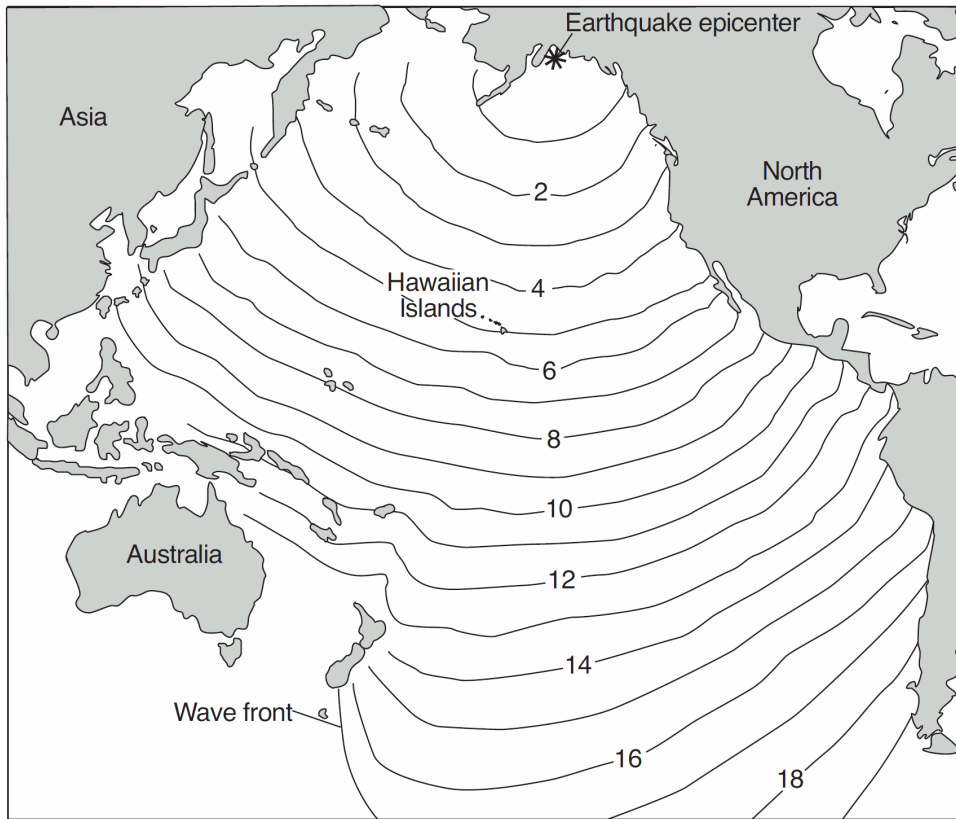 Earthquake epicenter
Asia
North
America
2
Hawaiian
Islands
4
6
8
10
Australia
12
14
Wave front
16
18